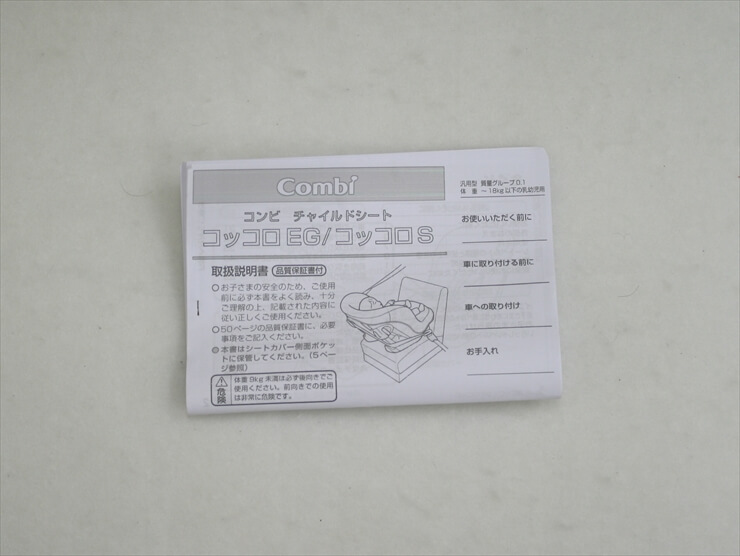 Combi
コンビ チャイルドシート
コッコロ EG/コッコロ S
取扱説明書 品質保証書付
○お子さまの安全のため、ご使用
前に必ず本書をよく読み、十分
ご理解の上、記載された内容に
従い正しくご使用ください。
○50ページの品質保証書に、必要
事項をご記入ください。
◎本書はシートカバー側面ポケッ
トに保管してください。(5ペー
ジ参照)
危険
体重9kg未満は必ず後向きでご
使用ください。前向きでの使用
は非常に危険です。
汎用型 質量グループ0,1
体 重 ～18kg以下の乳幼児用
お使いいただく前に
車に取り付ける前に
車への取り付け
お手入れ